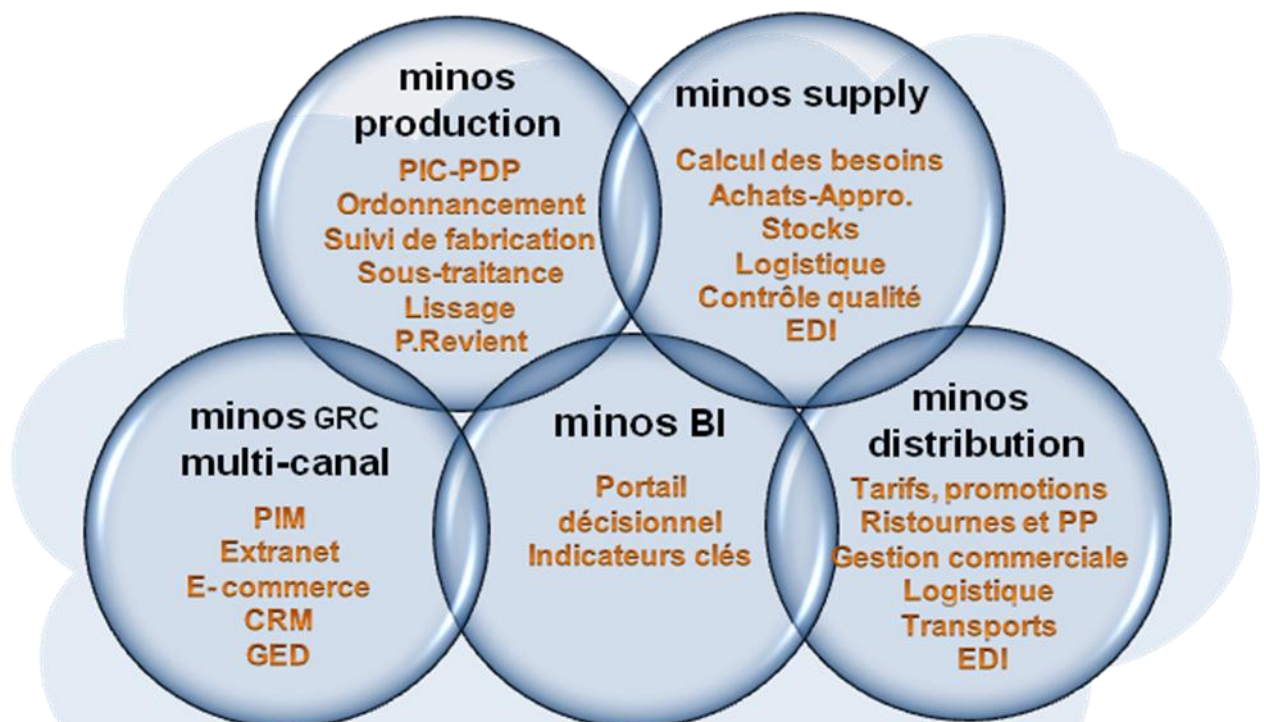 minos
production
PIC-PDP
Ordonnancement
Suivi de fabrication
Sous-traitance
Lissage
P.Revient
minos supply
Calcul des besoins
Achats-Appro.
Stocks
Logistique
Contrôle qualité
EDI
minos GRC
multi-canal
PIM
Extranet
E-commerce
CRM
GED
minos BI
Portail
décisionnel
Indicateurs clés
minos
distribution
Tarifs, promotions
Ristournes et PP
Gestion commerciale
Logistique
Transports
EDI